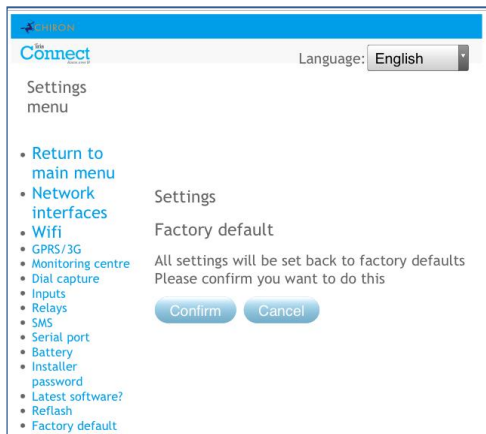 CHIRON
Iris
Connect
Language: English
Settings
menu
Return to
main menu
Network
interfaces
Wifi
GPRS/3G
Monitoring centre
Dial capture
Inputs
Relays
SMS
Serial port
Battery
Installer
password
Latest software?
Reflash
Factory default
Settings
Factory default
All settings will be set back to factory defaults
Please confirm you want to do this
Confirm Cancel